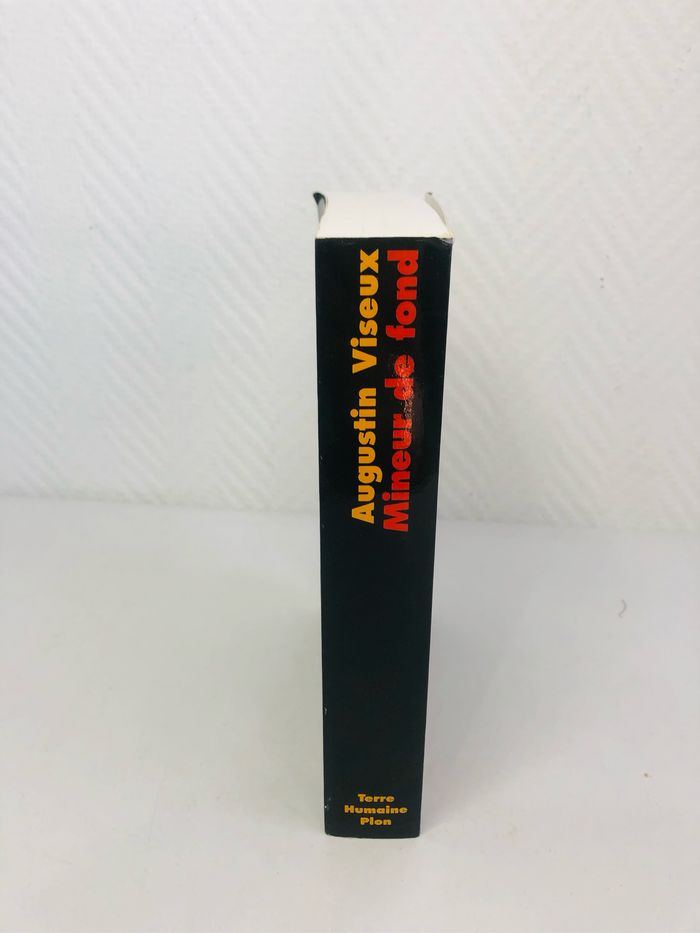 Augustin Viseux
Mineur de fond
Terre
Humaine
Plon